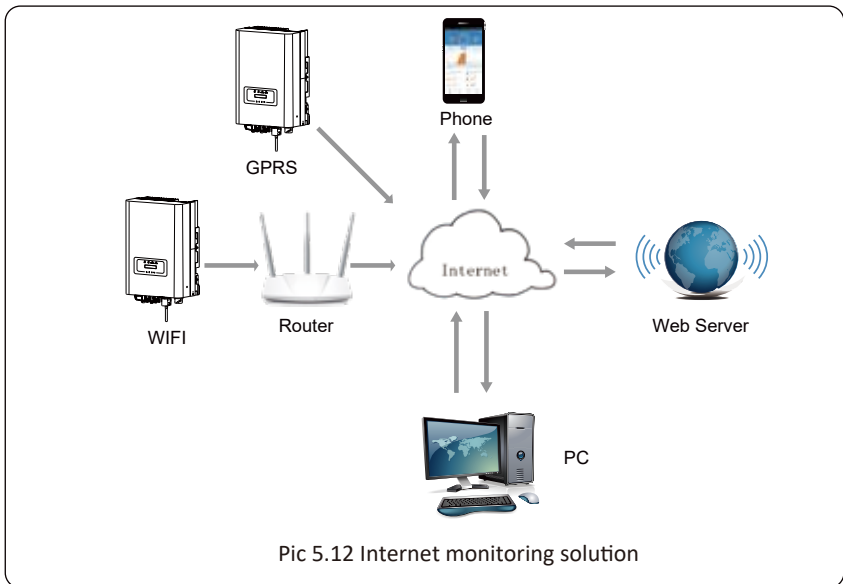 Phone
GPRS
Internet
WIFI
Router
Web Server
PC
Pic 5.12 Internet monitoring solution